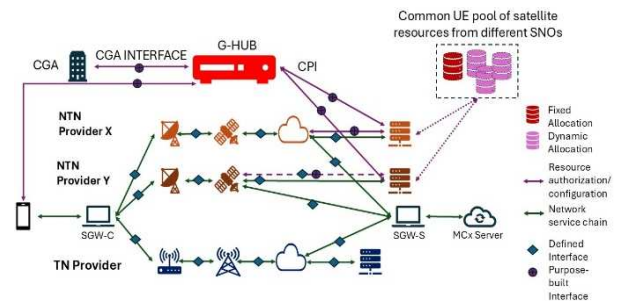 Common UE pool of satellite
resources from different SNOs
G-HUB
CGA INTERFACE
CGA
CPI
NTN
Provider X
NTN
Provider Y
SGW-C
SGW-S
MCx Server
TN Provider
Fixed
Allocation
Dynamic
Allocation
Resource
authorization/
configuration
Network
service chain
Defined
Interface
Purpose-
built
Interface